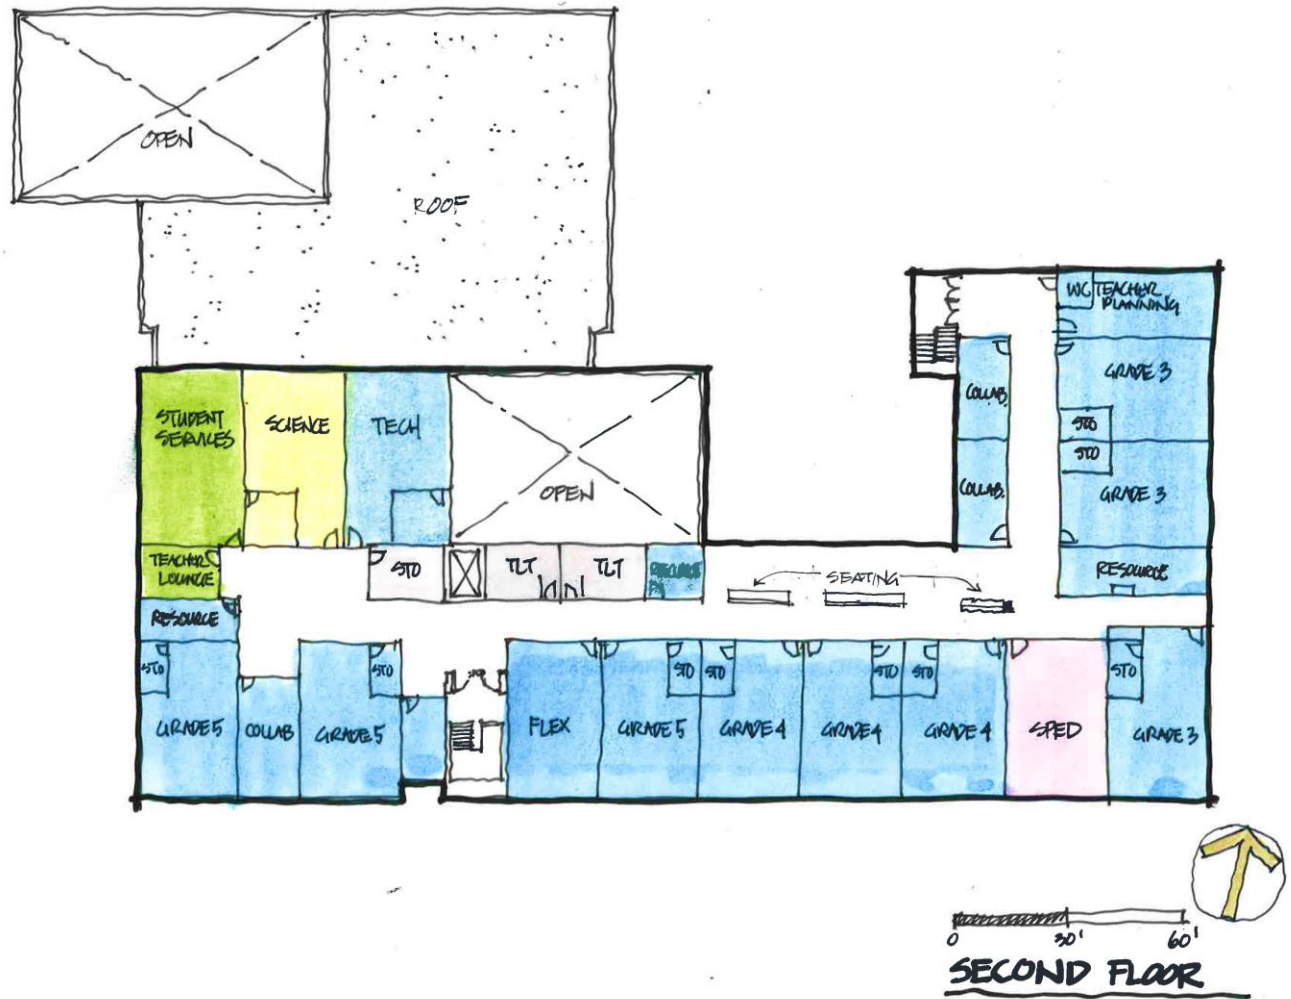 OPEN
ROOF
WC
TEACHER
PLANNING
GRADE 3
COLLAB.
STO
STO
COLLAB.
GRADE 3
RESOURCE
STUDENT
SERVICES
SCIENCE
TECH
OPEN
TEACHER
LOUNGE
STO
TLT
TLT
SEATING
RESOURCE
STO
STO
STO
STO
STO
STO
STO
GRADE 5
COLLAB
GRADE 5
FLEX
GRADE 5
GRADE 4
GRADE 4
GRADE 4
SPED
GRADE 3
0
30'
60'
SECOND FLOOR